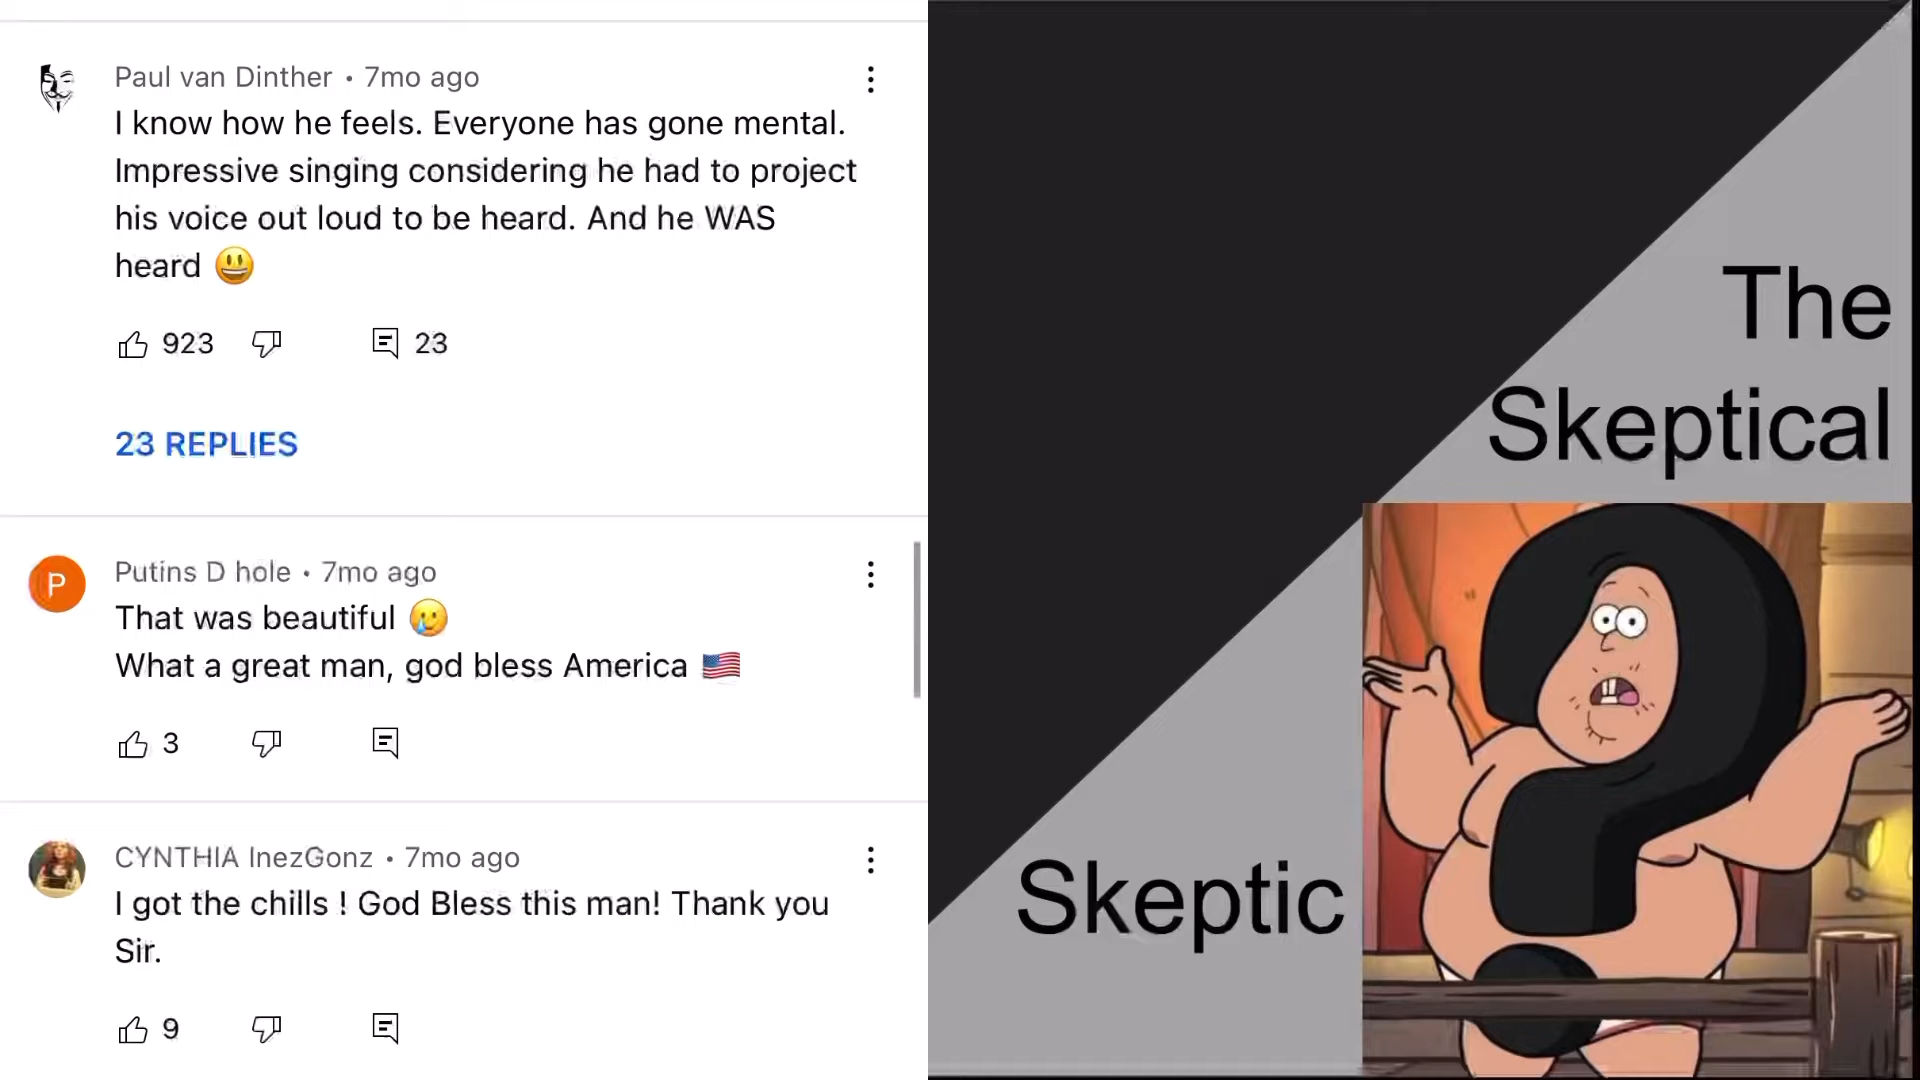 Paul van Dinther • 7mo ago
I know how he feels. Everyone has gone mental.
Impressive singing considering he had to project
his voice out loud to be heard. And he WAS
heard 😃
923
23
23 REPLIES
P
Putins D hole • 7mo ago
That was beautiful 🥲
What a great man, god bless America 🇺🇸
3
CYNTHIA InezGonz • 7mo ago
I got the chills ! God Bless this man! Thank you
Sir.
9
The
Skeptical
Skeptic